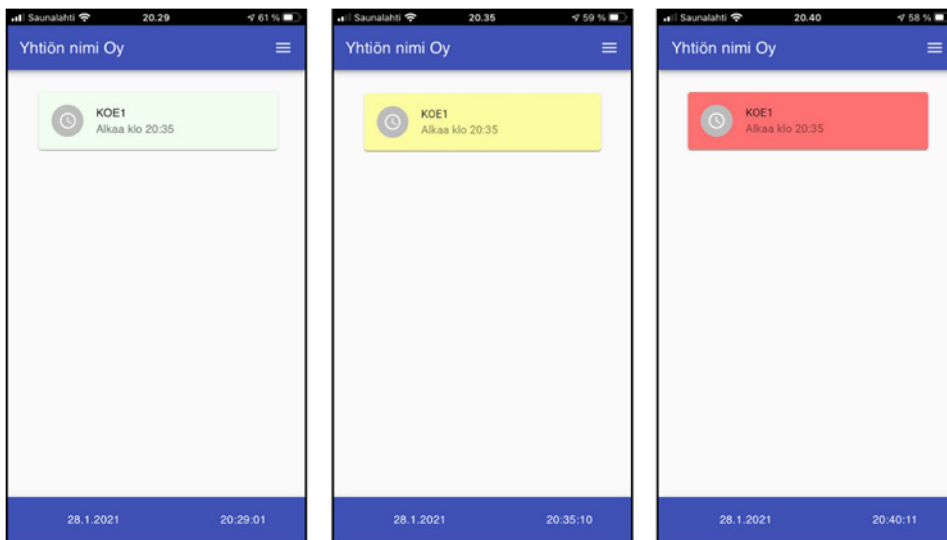 Saunalahti 20.29 61 %
Yhtiön nimi Oy
KOE1
Alkaa klo 20:35
28.1.2021 20:29:01
Saunalahti 20.35 59 %
Yhtiön nimi Oy
KOE1
Alkaa klo 20:35
28.1.2021 20:35:10
Saunalahti 20.40 58 %
Yhtiön nimi Oy
KOE1
Alkaa klo 20:35
28.1.2021 20:40:11